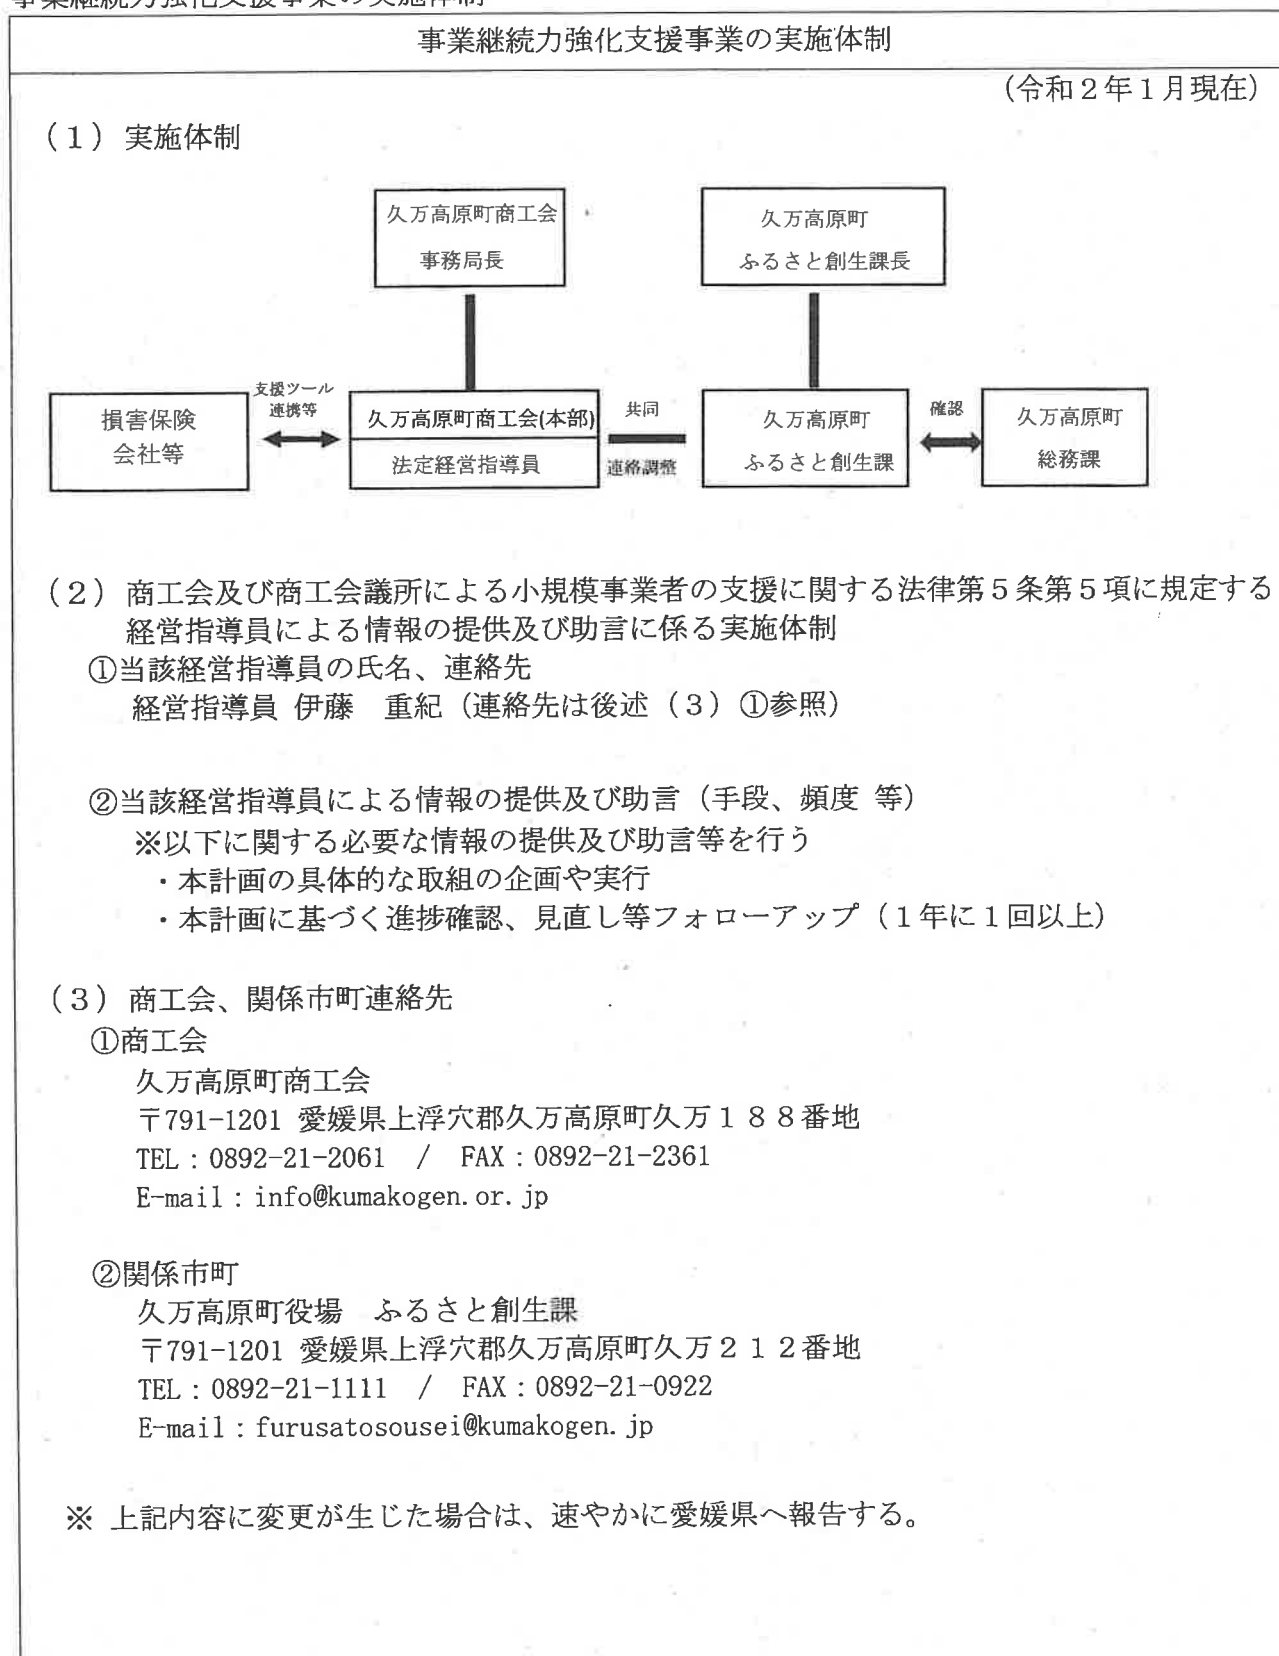 事業継続力強化支援事業の実施体制
事業継続力強化支援事業の実施体制
(令和2年1月現在)
(1) 実施体制
久万高原町商工会
事務局長
久万高原町
ふるさと創生課長
損害保険
会社等
支援ツール
連携等
久万高原町商工会(本部)
法定経営指導員
共同
連絡調整
久万高原町
ふるさと創生課
確認
久万高原町
総務課
(2) 商工会及び商工会議所による小規模事業者の支援に関する法律第5条第5項に規定する
経営指導員による情報の提供及び助言に係る実施体制
①当該経営指導員の氏名、連絡先
経営指導員 伊藤 重紀(連絡先は後述(3)①参照)
②当該経営指導員による情報の提供及び助言(手段、頻度 等)
※以下に関する必要な情報の提供及び助言等を行う
・本計画の具体的な取組の企画や実行
・本計画に基づく進捗確認、見直し等フォローアップ(1年に1回以上)
(3) 商工会、関係市町連絡先
①商工会
久万高原町商工会
〒791-1201 愛媛県上浮穴郡久万高原町久万188番地
TEL:0892-21-2061 / FAX:0892-21-2361
E-mail:info@kumakogen.or.jp
②関係市町
久万高原町役場 ふるさと創生課
〒791-1201 愛媛県上浮穴郡久万高原町久万212番地
TEL:0892-21-1111 / FAX:0892-21-0922
E-mail:furusatosousei@kumakogen.jp
※ 上記内容に変更が生じた場合は、速やかに愛媛県へ報告する。